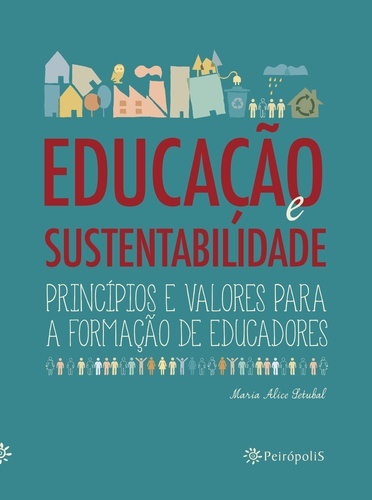 EDUCAÇÃO
e
SUSTENTABILIDADE
PRINCÍPIOS E VALORES PARA
A FORMAÇÃO DE EDUCADORES
Maria Alice Setubal
PeirópoliS